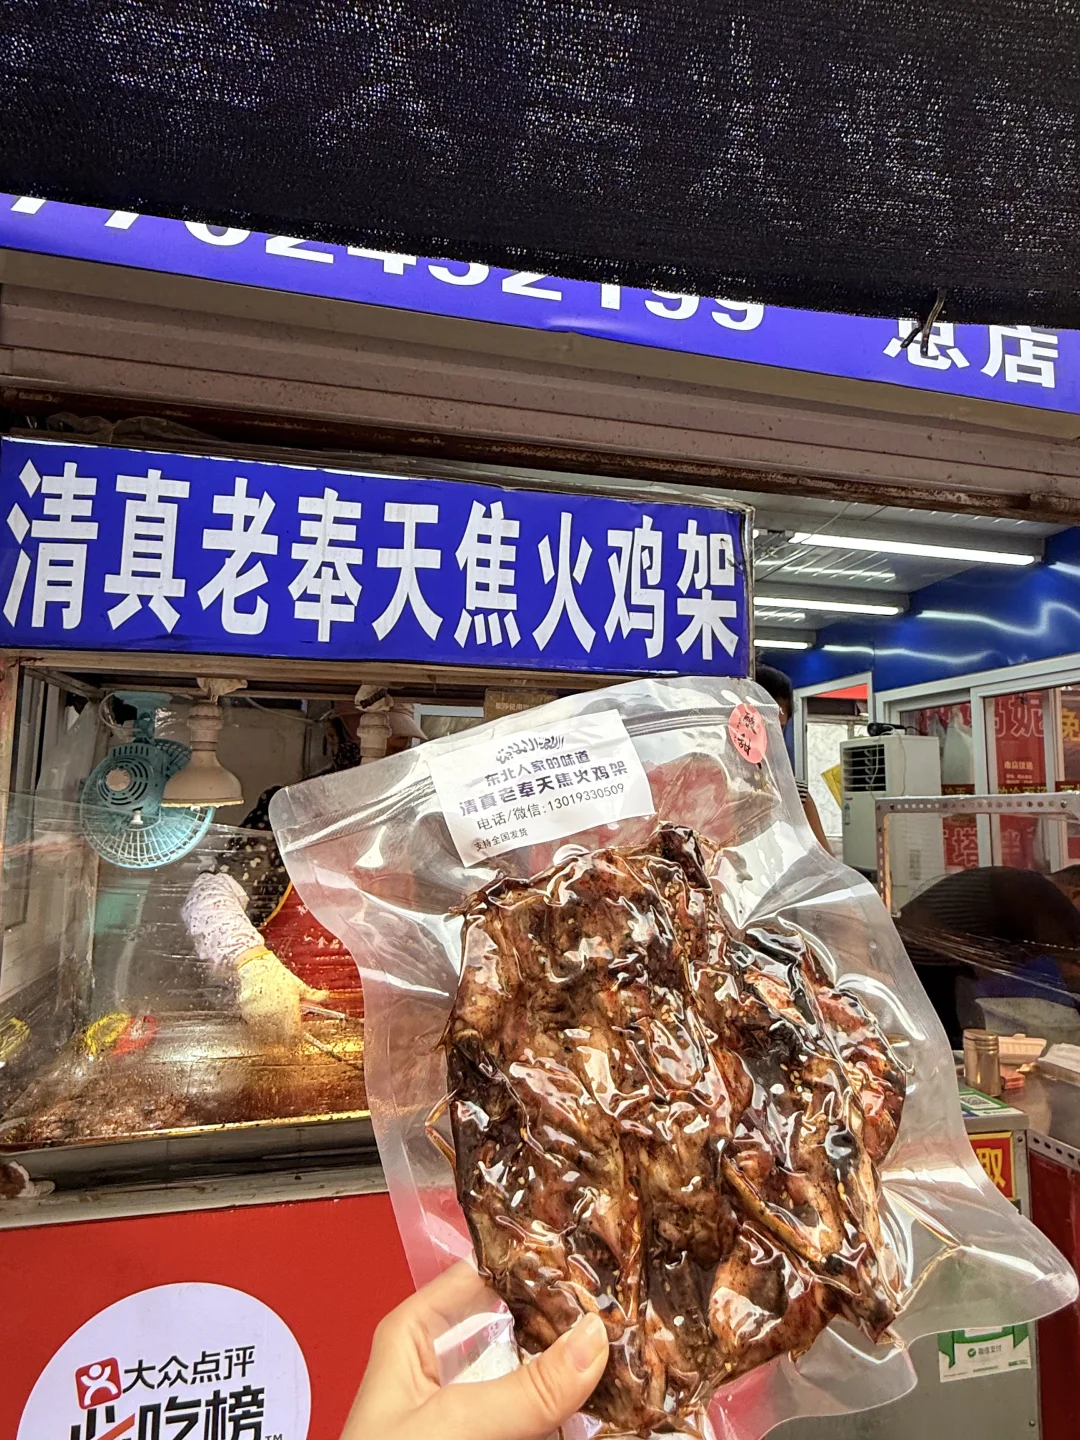 总店
清真老奉天焦火鸡架
东北人家的味道
清真老奉天焦火鸡架
电话/微信:13019330509
支持全国发货
大众点评
必吃榜